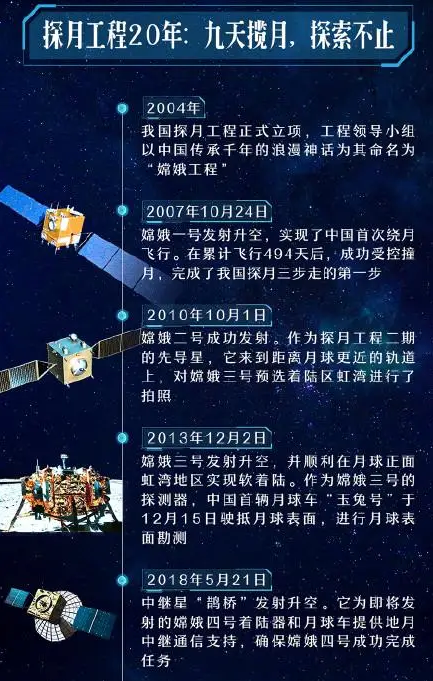 探月工程20年：九天揽月，探索不止
2004年
我国探月工程正式立项，工程领导小组
以中国传承千年的浪漫神话为其命名为
“嫦娥工程”
2007年10月24日
嫦娥一号发射升空，实现了中国首次绕月
飞行。在累计飞行494天后，成功受控撞
月，完成了我国探月三步走的第一步
2010年10月1日
嫦娥二号成功发射。作为探月工程二期
的先导星，它来到距离月球更近的轨道
上，对嫦娥三号预选着陆区虹湾进行了
拍照
2013年12月2日
嫦娥三号发射升空，并顺利在月球正面
虹湾地区实现软着陆。作为嫦娥三号的
探测器，中国首辆月球车“玉兔号”于
12月15日驶抵月球表面，进行月球表
面勘测
2018年5月21日
中继星“鹊桥”发射升空。它为即将发
射的嫦娥四号着陆器和月球车提供地月
中继通信支持，确保嫦娥四号成功完成
任务